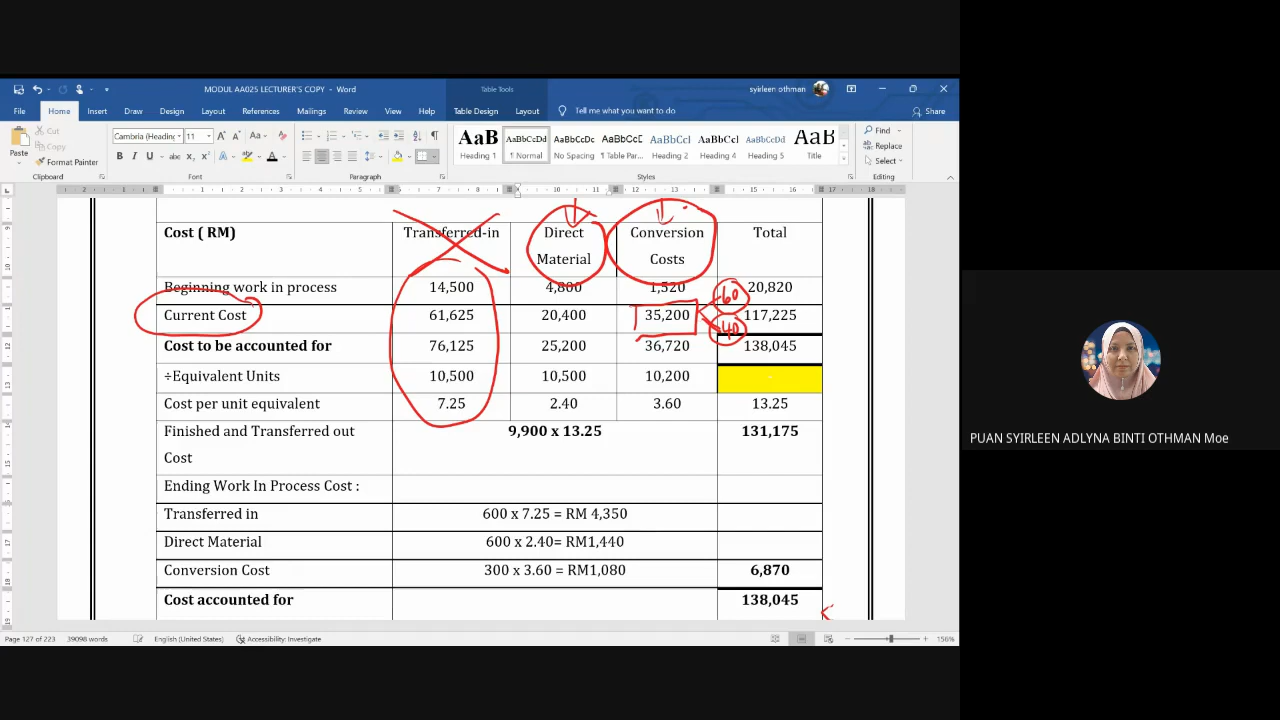 MODUL AA025 LECTURER'S COPY - Word
Table Tools
syirleen othman
File Home Insert Draw Design Layout References Mailings Review View Help Table Design Layout Tell me what you want to do Share
Paste
Cut
Copy
Format Painter
Cambria (Heading 11
AaB Heading 1
AaBbCcDd ¶ Normal
AaBbCcDc No Spacing
AaBbCcDc ¶ Table Par...
AaBbCcl Heading 2
AaBbCcl Heading 4
AaBbCcDd Heading 5
AaB Title
Find
Replace
Select
Clipboard Font Paragraph Styles Editing
Cost ( RM) Transferred-in Direct Material Conversion Costs Total
Beginning work in process 14,500 4,800 1,520 20,820
Current Cost 61,625 20,400 35,200 117,225
60
40
Cost to be accounted for 76,125 25,200 36,720 138,045
÷Equivalent Units 10,500 10,500 10,200
Cost per unit equivalent 7.25 2.40 3.60 13.25
Finished and Transferred out Cost 9,900 x 13.25 131,175
Ending Work In Process Cost :
Transferred in 600 x 7.25 = RM 4,350
Direct Material 600 x 2.40= RM1,440
Conversion Cost 300 x 3.60 = RM1,080 6,870
Cost accounted for 138,045
Page 127 of 223 39098 words English (United States) Accessibility: Investigate 156%
PUAN SYIRLEEN ADLYNA BINTI OTHMAN Moe